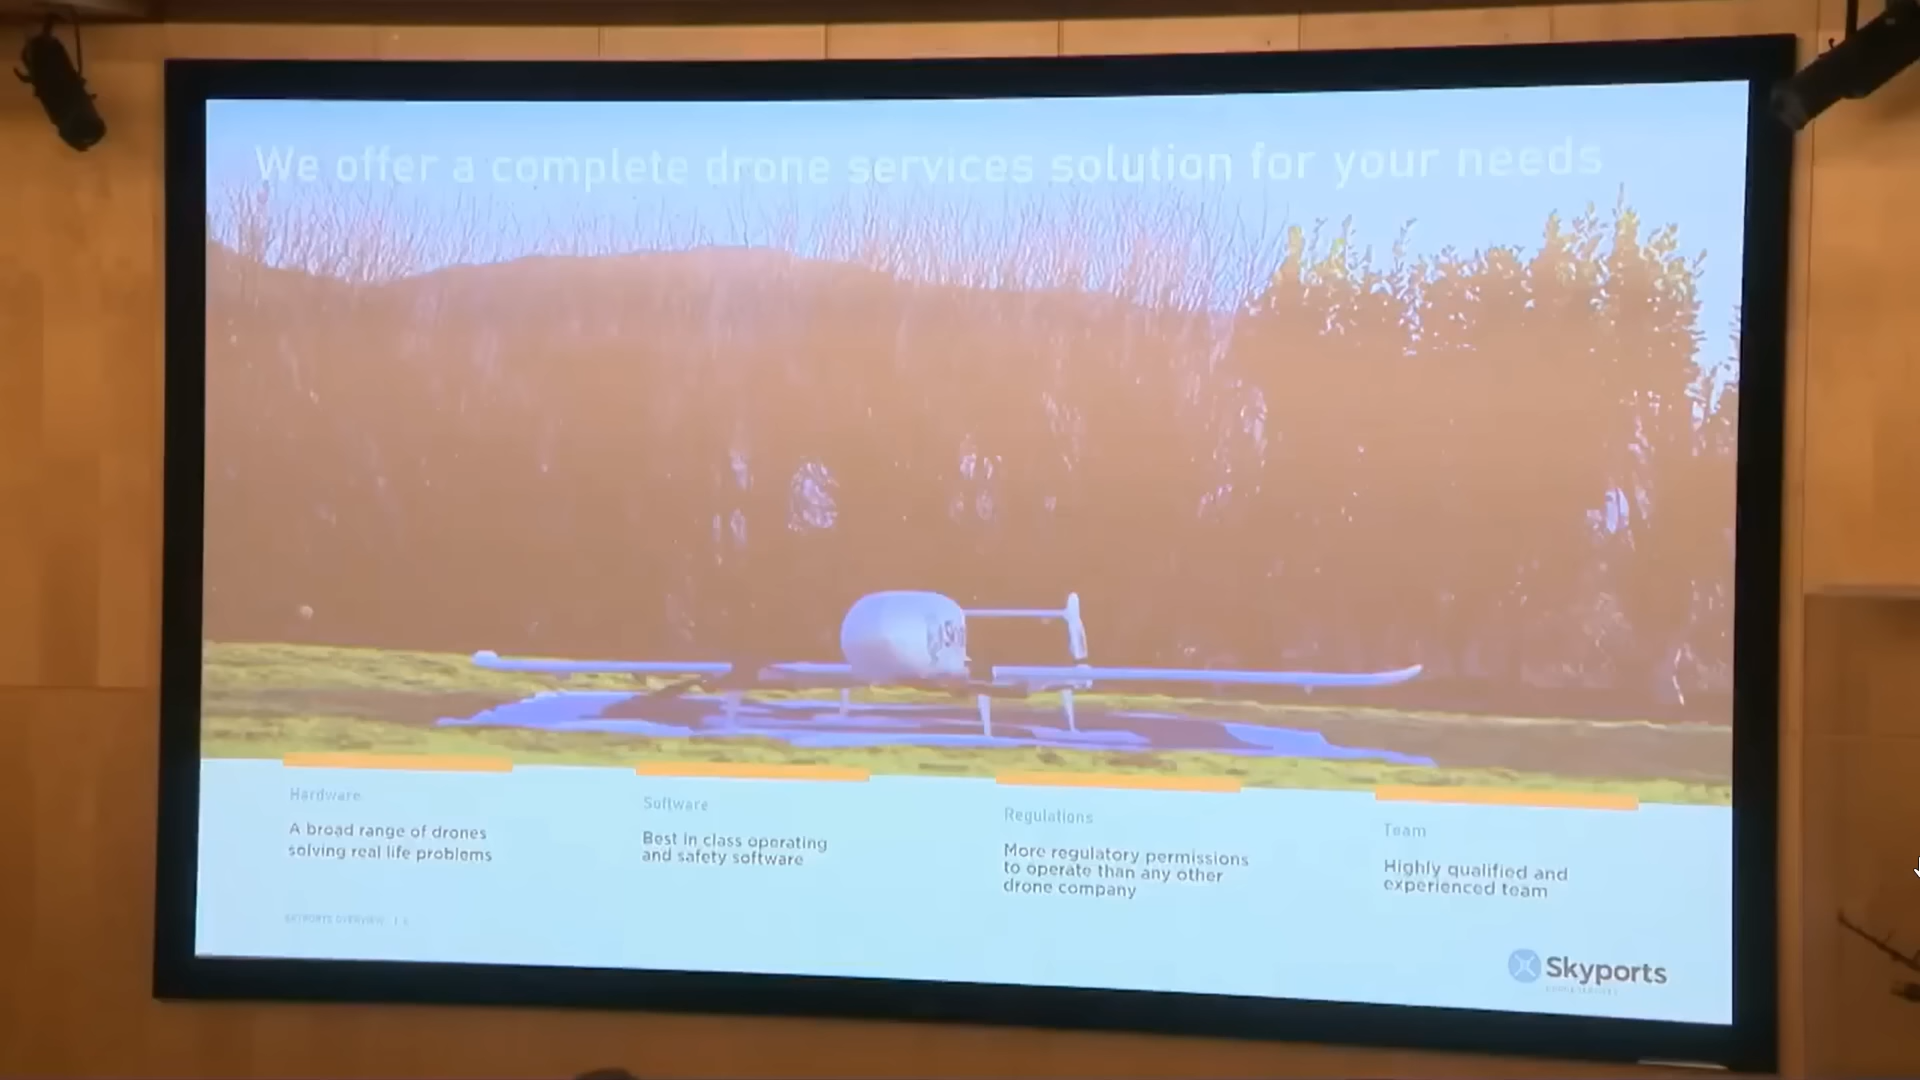 We offer a complete drone services solution for your needs
Hardware
A broad range of drones
solving real life problems
Software
Best in class operating
and safety software
Regulations
More regulatory permissions
to operate than any other
drone company
Team
Highly qualified and
experienced team
SKYPORTS OVERVIEW
Skyports